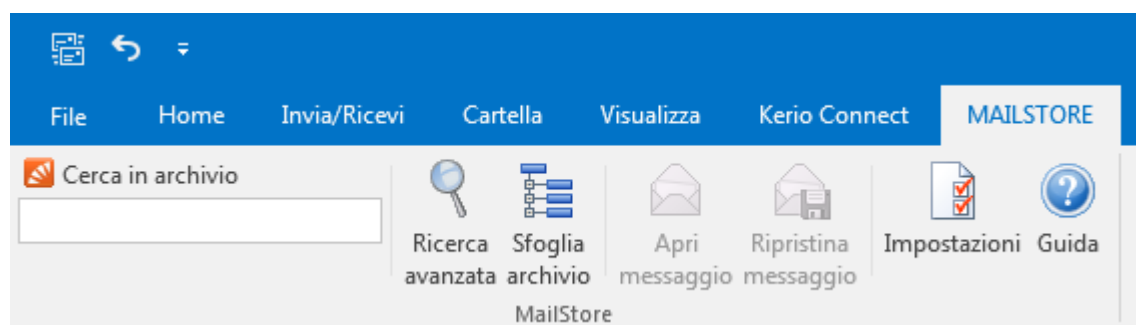 File Home Invia/Ricevi Cartella Visualizza Kerio Connect MAILSTORE
Cerca in archivio
Ricerca avanzata
Sfoglia archivio
Apri messaggio
Ripristina messaggio
Impostazioni
Guida
MailStore